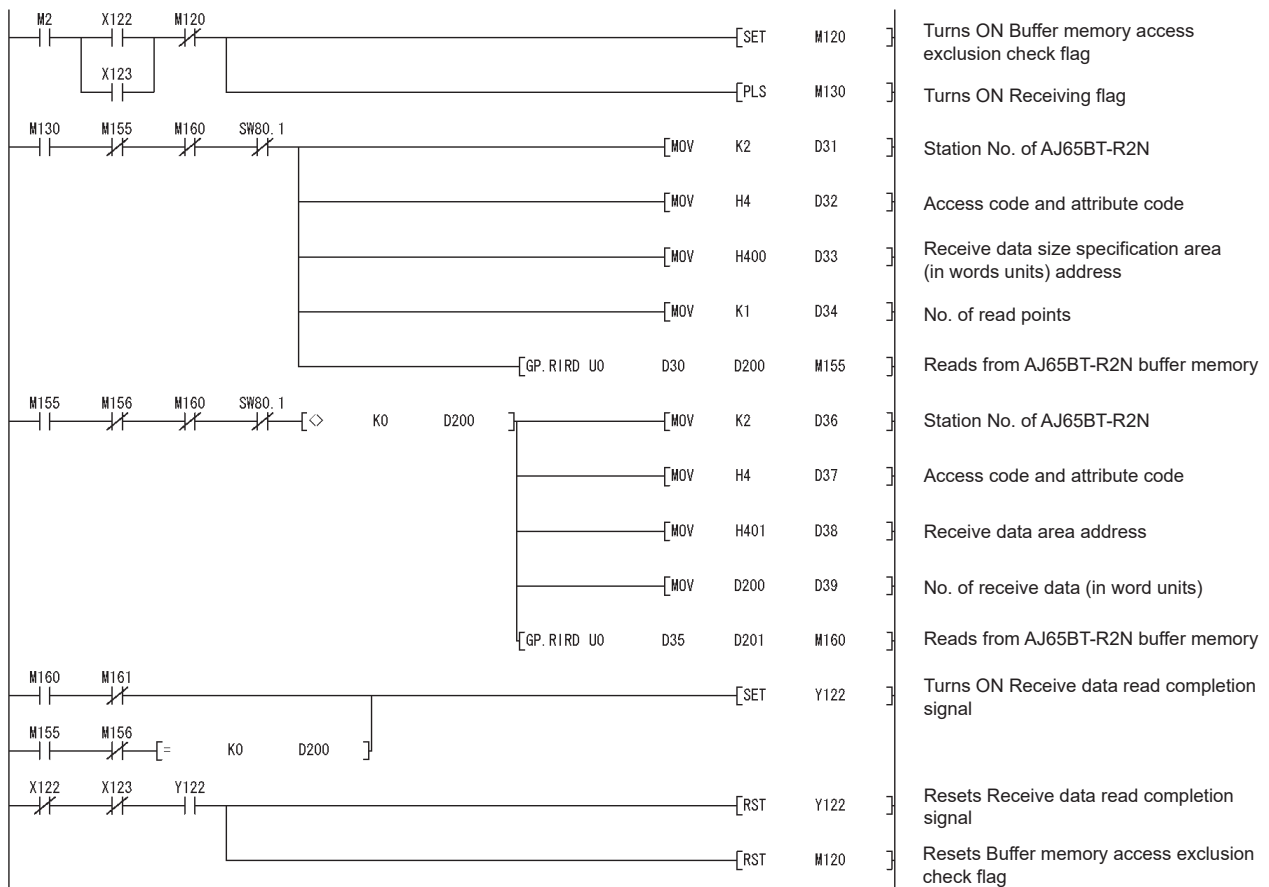 M2 X122 M120
[SET M120 ] Turns ON Buffer memory access
exclusion check flag
X123
[PLS M130 ] Turns ON Receiving flag
M130 M155 M160 SW80.1
[MOV K2 D31 ] Station No. of AJ65BT-R2N
[MOV H4 D32 ] Access code and attribute code
[MOV H400 D33 ] Receive data size specification area
(in words units) address
[MOV K1 D34 ] No. of read points
[GP.RIRD U0 D30 D200 M155 ] Reads from AJ65BT-R2N buffer memory
M155 M156 M160 SW80.1
[<> K0 D200 ] [MOV K2 D36 ] Station No. of AJ65BT-R2N
[MOV H4 D37 ] Access code and attribute code
[MOV H401 D38 ] Receive data area address
[MOV D200 D39 ] No. of receive data (in word units)
[GP.RIRD U0 D35 D201 M160 ] Reads from AJ65BT-R2N buffer memory
M160 M161
[SET Y122 ] Turns ON Receive data read completion
signal
M155 M156
[= K0 D200 ]
X122 X123 Y122
[RST Y122 ] Resets Receive data read completion
signal
[RST M120 ] Resets Buffer memory access exclusion
check flag